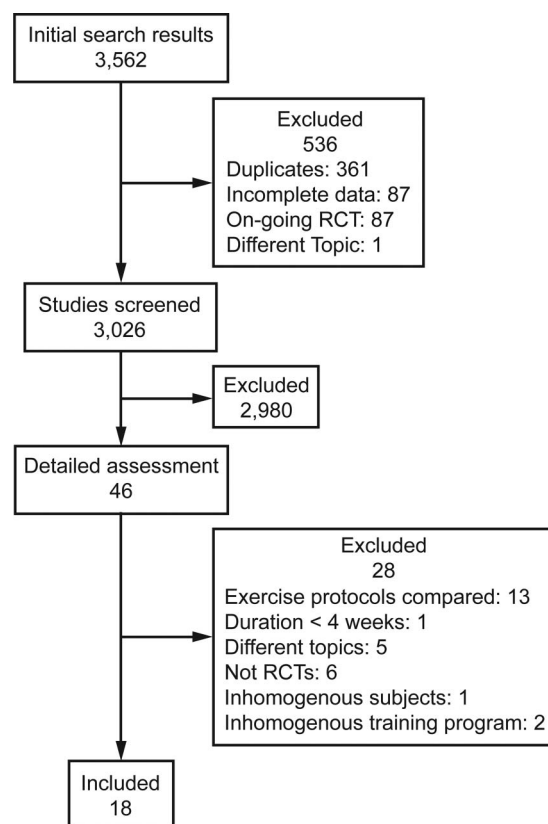 Initial search results
3,562
Excluded
536
Duplicates: 361
Incomplete data: 87
On-going RCT: 87
Different Topic: 1
Studies screened
3,026
Excluded
2,980
Detailed assessment
46
Excluded
28
Exercise protocols compared: 13
Duration < 4 weeks: 1
Different topics: 5
Not RCTs: 6
Inhomogenous subjects: 1
Inhomogenous training program: 2
Included
18